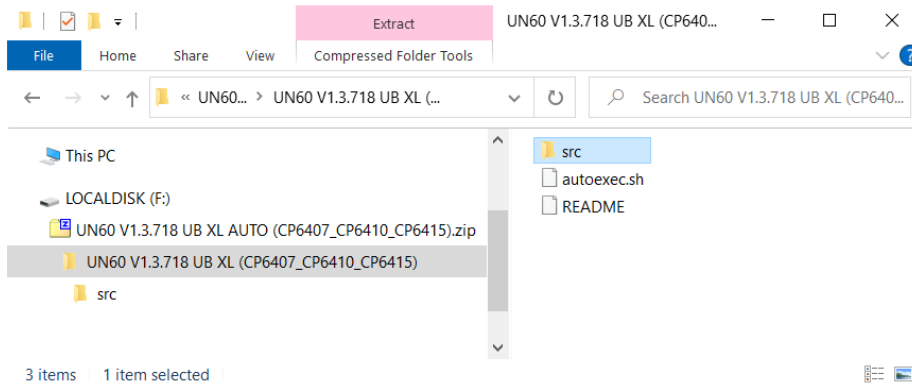 Extract
UN60 V1.3.718 UB XL (CP640...
File
Home
Share
View
Compressed Folder Tools
?
« UN60... > UN60 V1.3.718 UB XL (...
Search UN60 V1.3.718 UB XL (CP640...
This PC
LOCALDISK (F:)
UN60 V1.3.718 UB XL AUTO (CP6407_CP6410_CP6415).zip
UN60 V1.3.718 UB XL (CP6407_CP6410_CP6415)
src
src
autoexec.sh
README
3 items
1 item selected